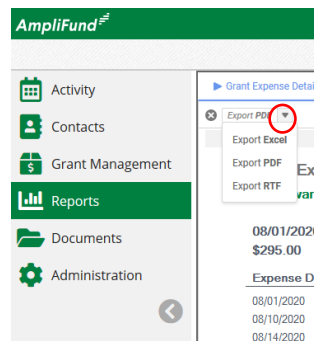 AmpliFund
Activity
Contacts
Grant Management
Reports
Documents
Administration
Grant Expense Detai
Export PDF
Export Excel
Export PDF
Export RTF
Ex
var
08/01/2020
$295.00
Expense D
08/01/2020
08/10/2020
08/14/2020